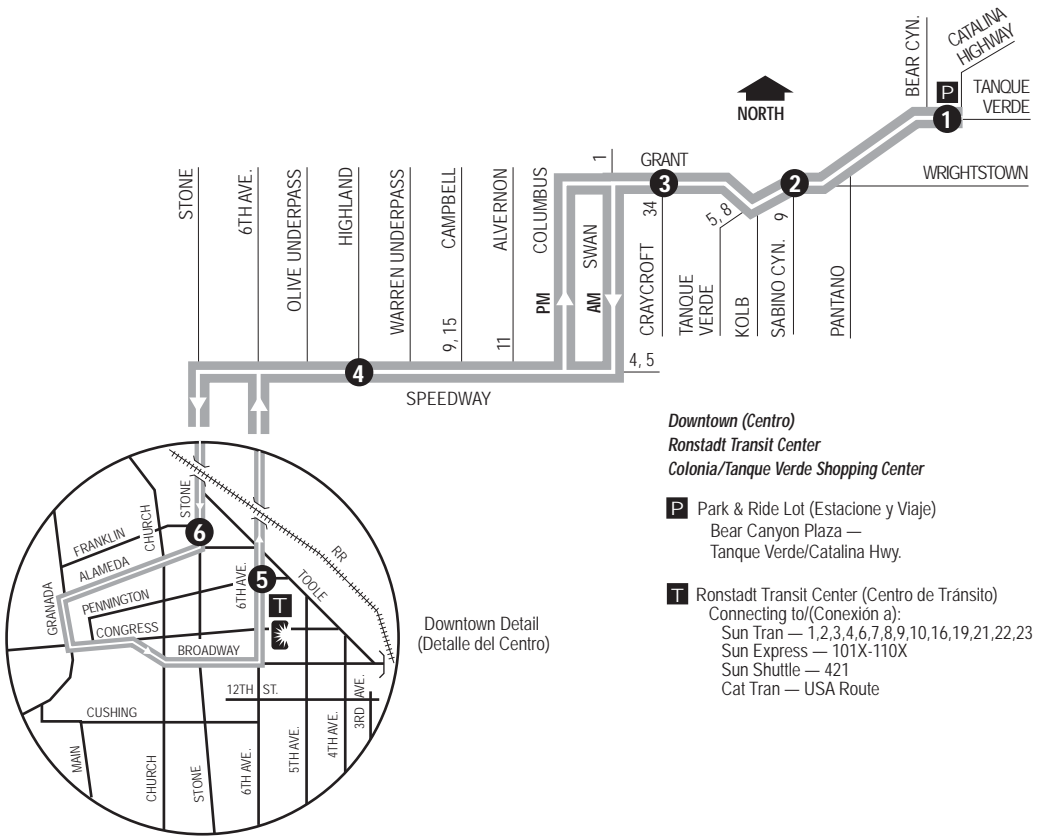 BEAR CYN.
CATALINA
HIGHWAY
P
TANQUE
VERDE
1
NORTH
WRIGHTSTOWN
STONE
6TH AVE.
OLIVE UNDERPASS
HIGHLAND
WARREN UNDERPASS
CAMPBELL
9, 15
ALVERNON
11
COLUMBUS
PM
1
SWAN
AM
GRANT
3
34
CRAYCROFT
5, 8
TANQUE
VERDE
KOLB
2
9
SABINO CYN.
PANTANO
4
4, 5
SPEEDWAY
STONE
6
CHURCH
FRANKLIN
ALAMEDA
GRANADA
PENNINGTON
CONGRESS
BROADWAY
6TH AVE.
5
T
TOOLE
RR
12TH ST.
CUSHING
MAIN
CHURCH
STONE
6TH AVE.
5TH AVE.
4TH AVE.
3RD AVE.
Downtown Detail
(Detalle del Centro)
Downtown (Centro)
Ronstadt Transit Center
Colonia/Tanque Verde Shopping Center
P Park & Ride Lot (Estacione y Viaje)
Bear Canyon Plaza —
Tanque Verde/Catalina Hwy.
T Ronstadt Transit Center (Centro de Tránsito)
Connecting to/(Conexión a):
Sun Tran — 1,2,3,4,6,7,8,9,10,16,19,21,22,23
Sun Express — 101X-110X
Sun Shuttle — 421
Cat Tran — USA Route